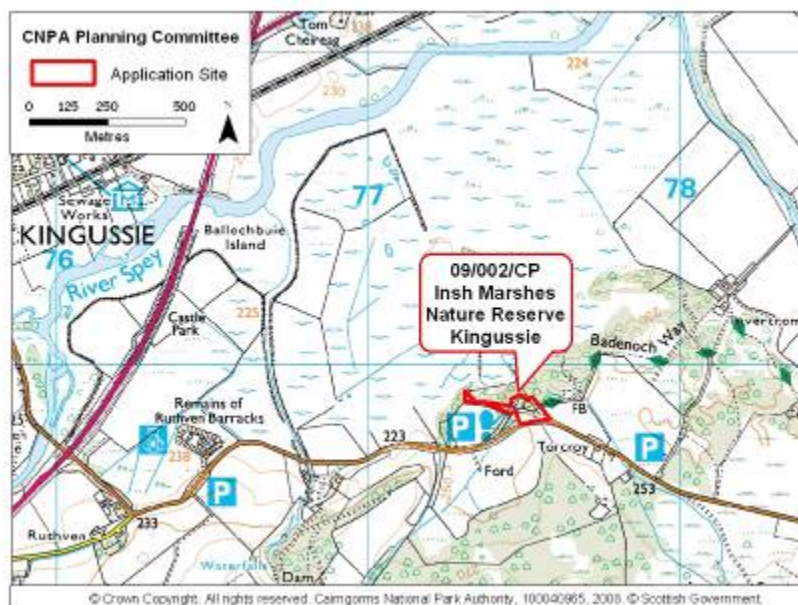 CNPA Planning Committee
Application Site
0 125 250 500
Metres
N
Tom
Cheireag
238
230
224
77
78
Sewage
Works
KINGUSSIE
76
Ballochbuie
Island
River Spey
Castle
Park
225
09/002/CP
Insh Marshes
Nature Reserve
Kingussie
Badenoch Way
Remains of
Ruthven Barracks
238
P
223
P
FB
Torcroy
P
Ford
253
Ruthven
233
Waterfalls
Dam
© Crown Copyright. All rights reserved. Cairngorms National Park Authority, 100040965, 2008. © Scottish Government.